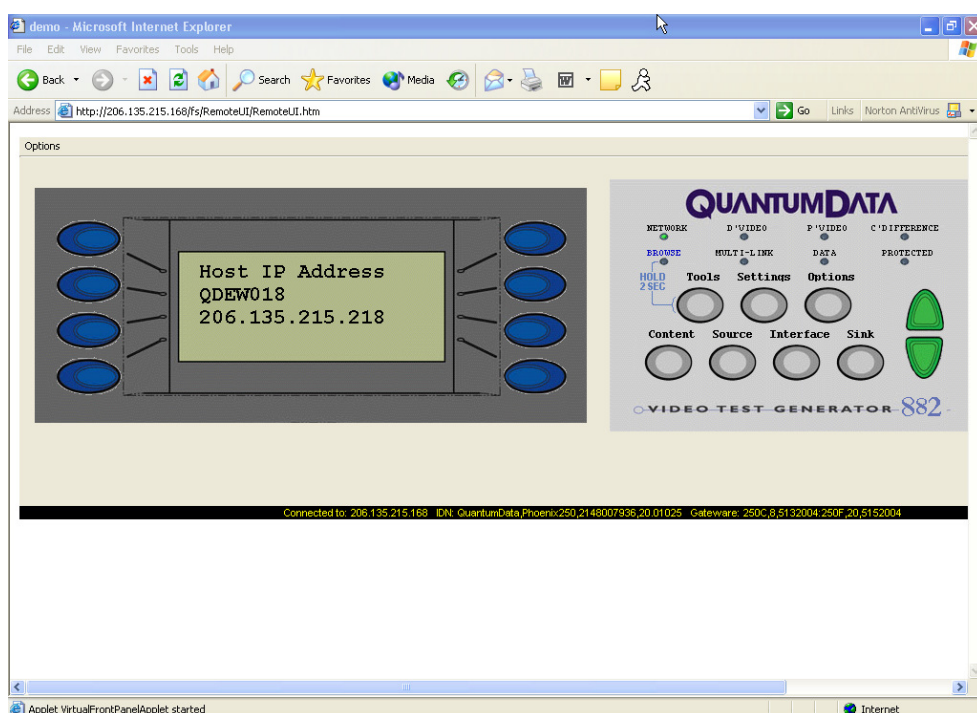 demo - Microsoft Internet Explorer
File Edit View Favorites Tools Help
Back Search Favorites Media
Address http://206.135.215.168/fs/RemoteUI/RemoteUI.htm Go Links Norton AntiVirus
Options
QUANTUMDATA
NETWORK D'VIDEO P'VIDEO C'DIFFERENCE
BROWSE MULTI-LINK DATA PROTECTED
HOLD 2 SEC
Tools Settings Options
Content Source Interface Sink
Host IP Address
QDEW018
206.135.215.218
VIDEO TEST GENERATOR 882
Connected to: 206.135.215.168 IDN: QuantumData,Phoenix250,2148007936,20.01025 Gateware: 250C,8,5132004:250F,20,5152004
Applet VirtualFrontPanelApplet started Internet